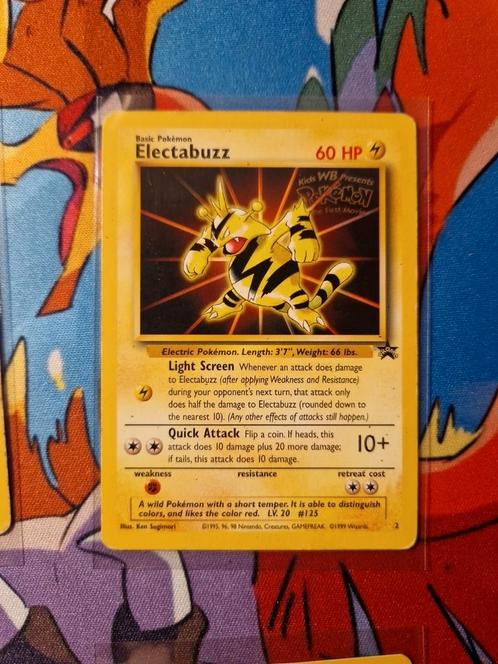 Basic Pokémon
Electabuzz 60 HP
Kids WB Presents
POKéMON
The First Movie
Electric Pokémon. Length: 3'7", Weight: 66 lbs.
Light Screen Whenever an attack does damage
to Electabuzz (after applying Weakness and Resistance)
during your opponent's next turn, that attack only
does half the damage to Electabuzz (rounded down to
the nearest 10). (Any other effects of attacks still happen.)
Quick Attack Flip a coin. If heads, this
attack does 10 damage plus 20 more damage;
if tails, this attack does 10 damage.
10+
weakness resistance retreat cost
A wild Pokémon with a short temper. It is able to distinguish
colors, and likes the color red. LV. 20 #125
Illus. Ken Sugimori ©1995, 96, 98 Nintendo, Creatures, GAMEFREAK. ©1999 Wizards. 2